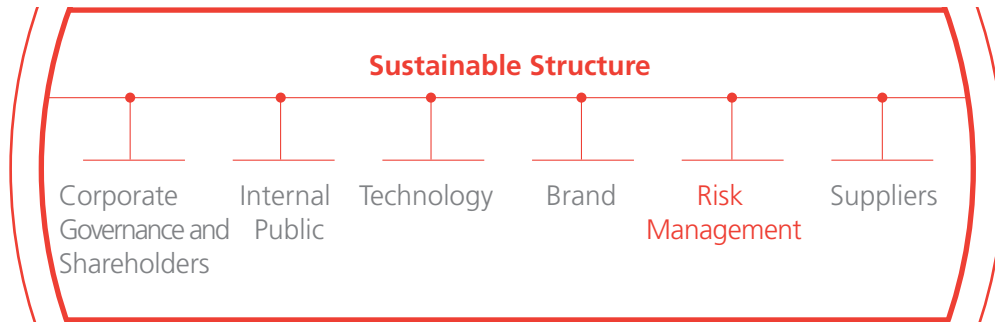 Sustainable Structure
Corporate
Governance and
Shareholders
Internal
Public
Technology
Brand
Risk
Management
Suppliers